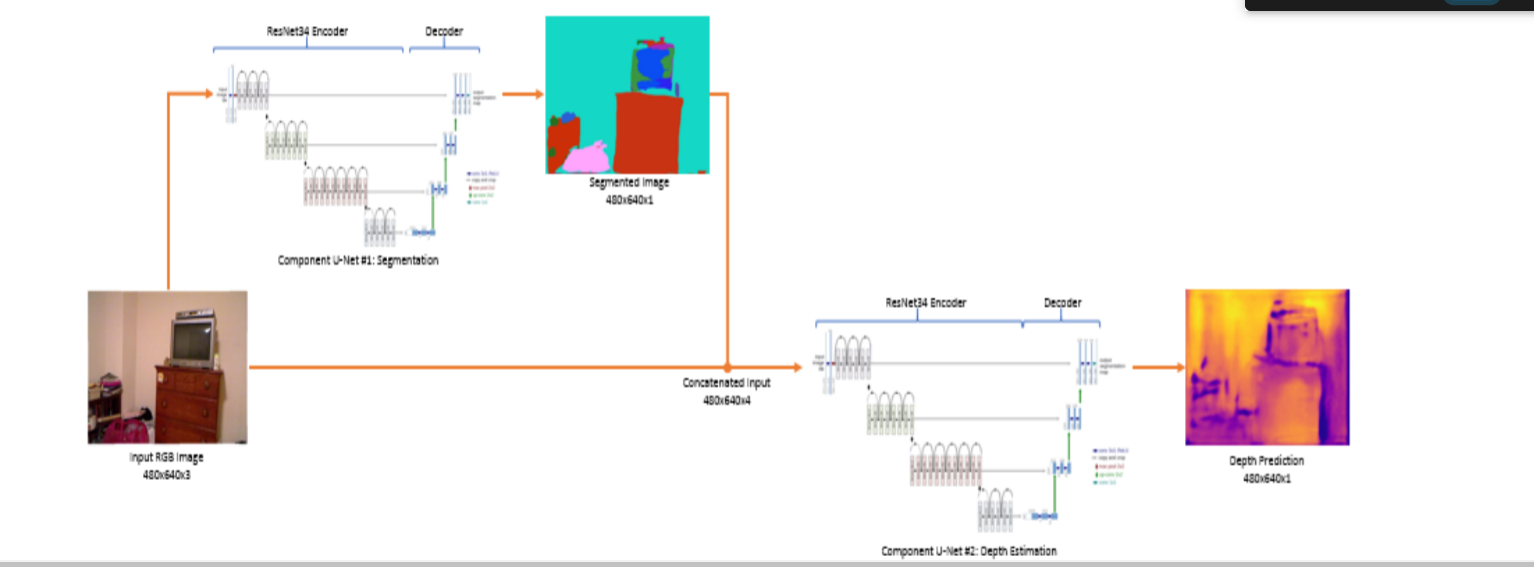 ResNet34 Encoder
Decoder
Segmented Image
480x640x1
Component U-Net #1: Segmentation
Input RGB Image
480x640x3
Concatenated Input
480x640x4
ResNet34 Encoder
Decoder
Depth Prediction
480x640x1
Component U-Net #2: Depth Estimation